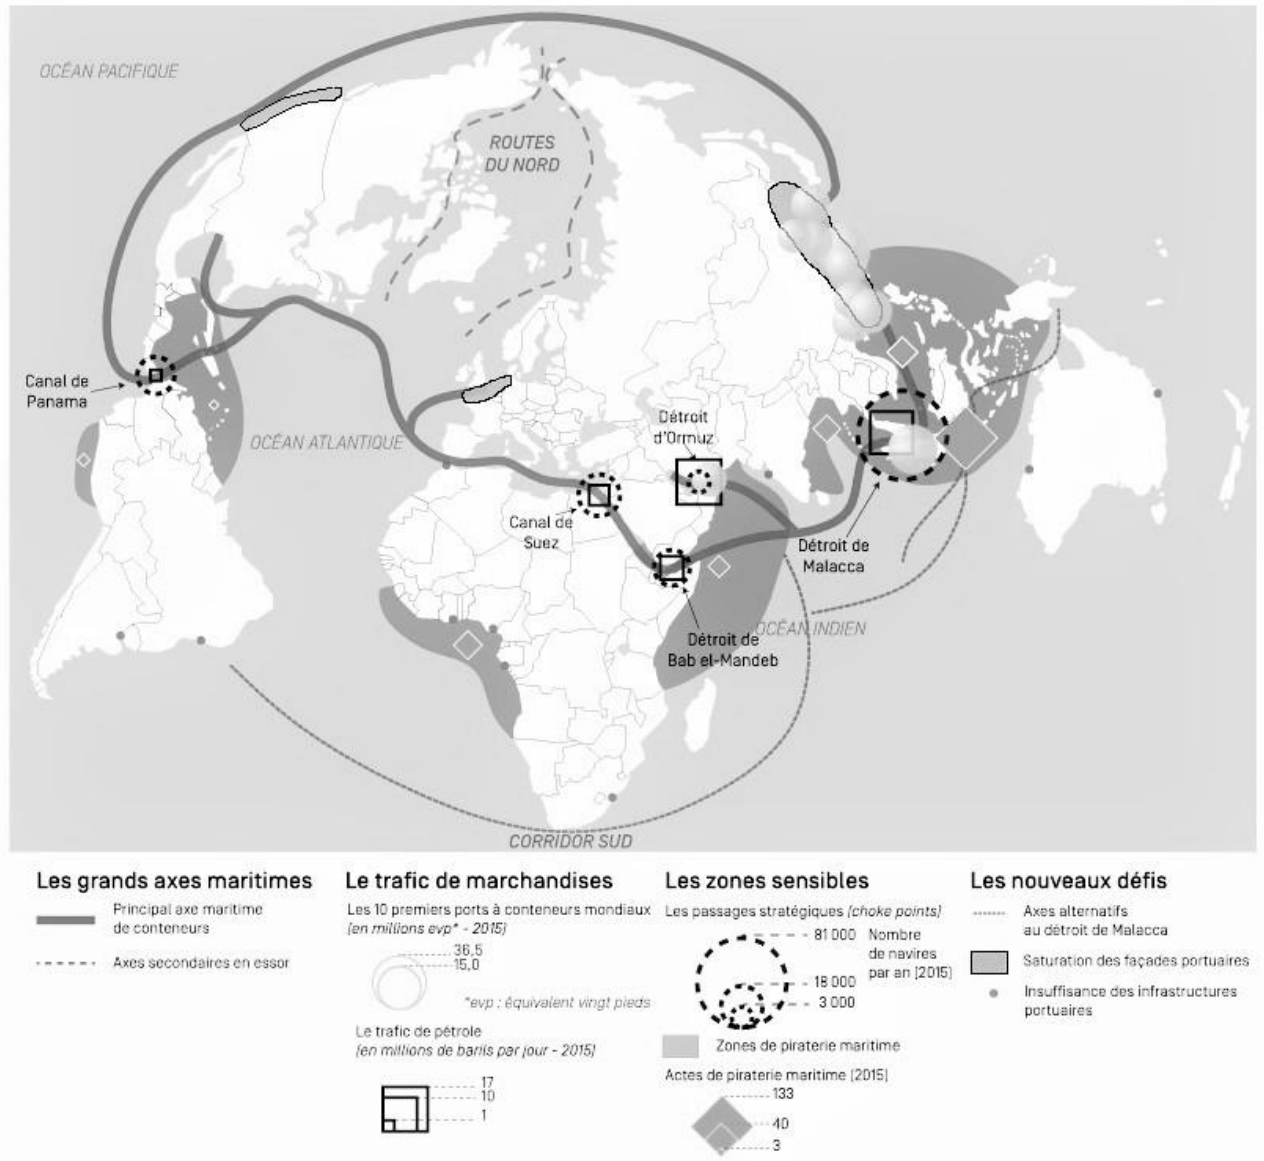 OCÉAN PACIFIQUE
ROUTES
DU NORD
Canal de
Panama
OCÉAN ATLANTIQUE
Détroit
d'Ormuz
Canal de
Suez
Détroit de
Malacca
OCÉAN INDIEN
Détroit de
Bab el-Mandeb
CORRIDOR SUD
Les grands axes maritimes
Principal axe maritime
de conteneurs
Axes secondaires en essor
Le trafic de marchandises
Les 10 premiers ports à conteneurs mondiaux
(en millions evp* - 2015)
36,5
15,0
*evp : équivalent vingt pieds
Le trafic de pétrole
(en millions de barils par jour - 2015)
17
10
1
Les zones sensibles
Les passages stratégiques (choke points)
81 000 Nombre
de navires
par an (2015)
18 000
3 000
Zones de piraterie maritime
Actes de piraterie maritime (2015)
133
40
3
Les nouveaux défis
Axes alternatifs
au détroit de Malacca
Saturation des façades portuaires
Insuffisance des infrastructures
portuaires